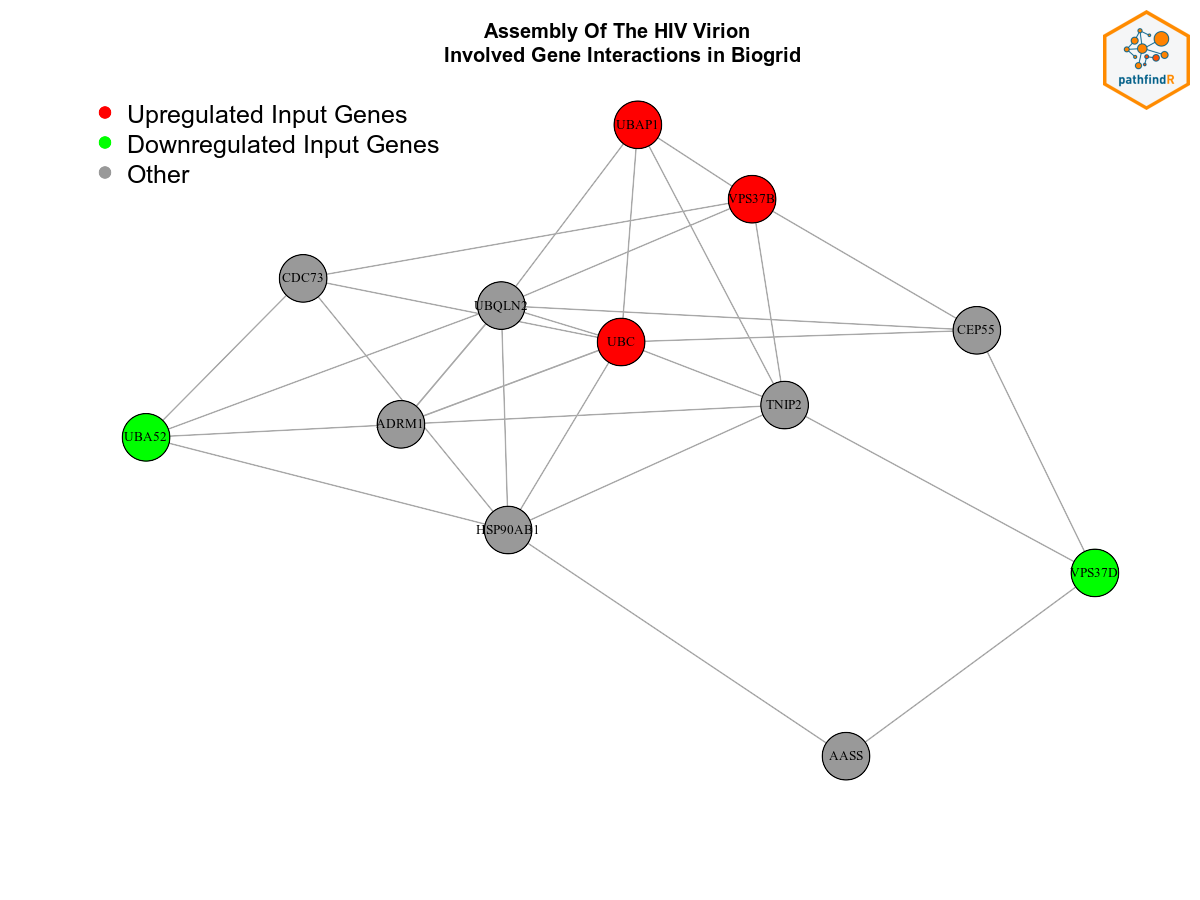 Assembly Of The HIV Virion
Involved Gene Interactions in Biogrid
pathfindR
Upregulated Input Genes
Downregulated Input Genes
Other
UBAP1
VPS37B
CDC73
UBQLN2
CEP55
UBC
TNIP2
ADRM1
UBA52
HSP90AB1
VPS37D
AASS